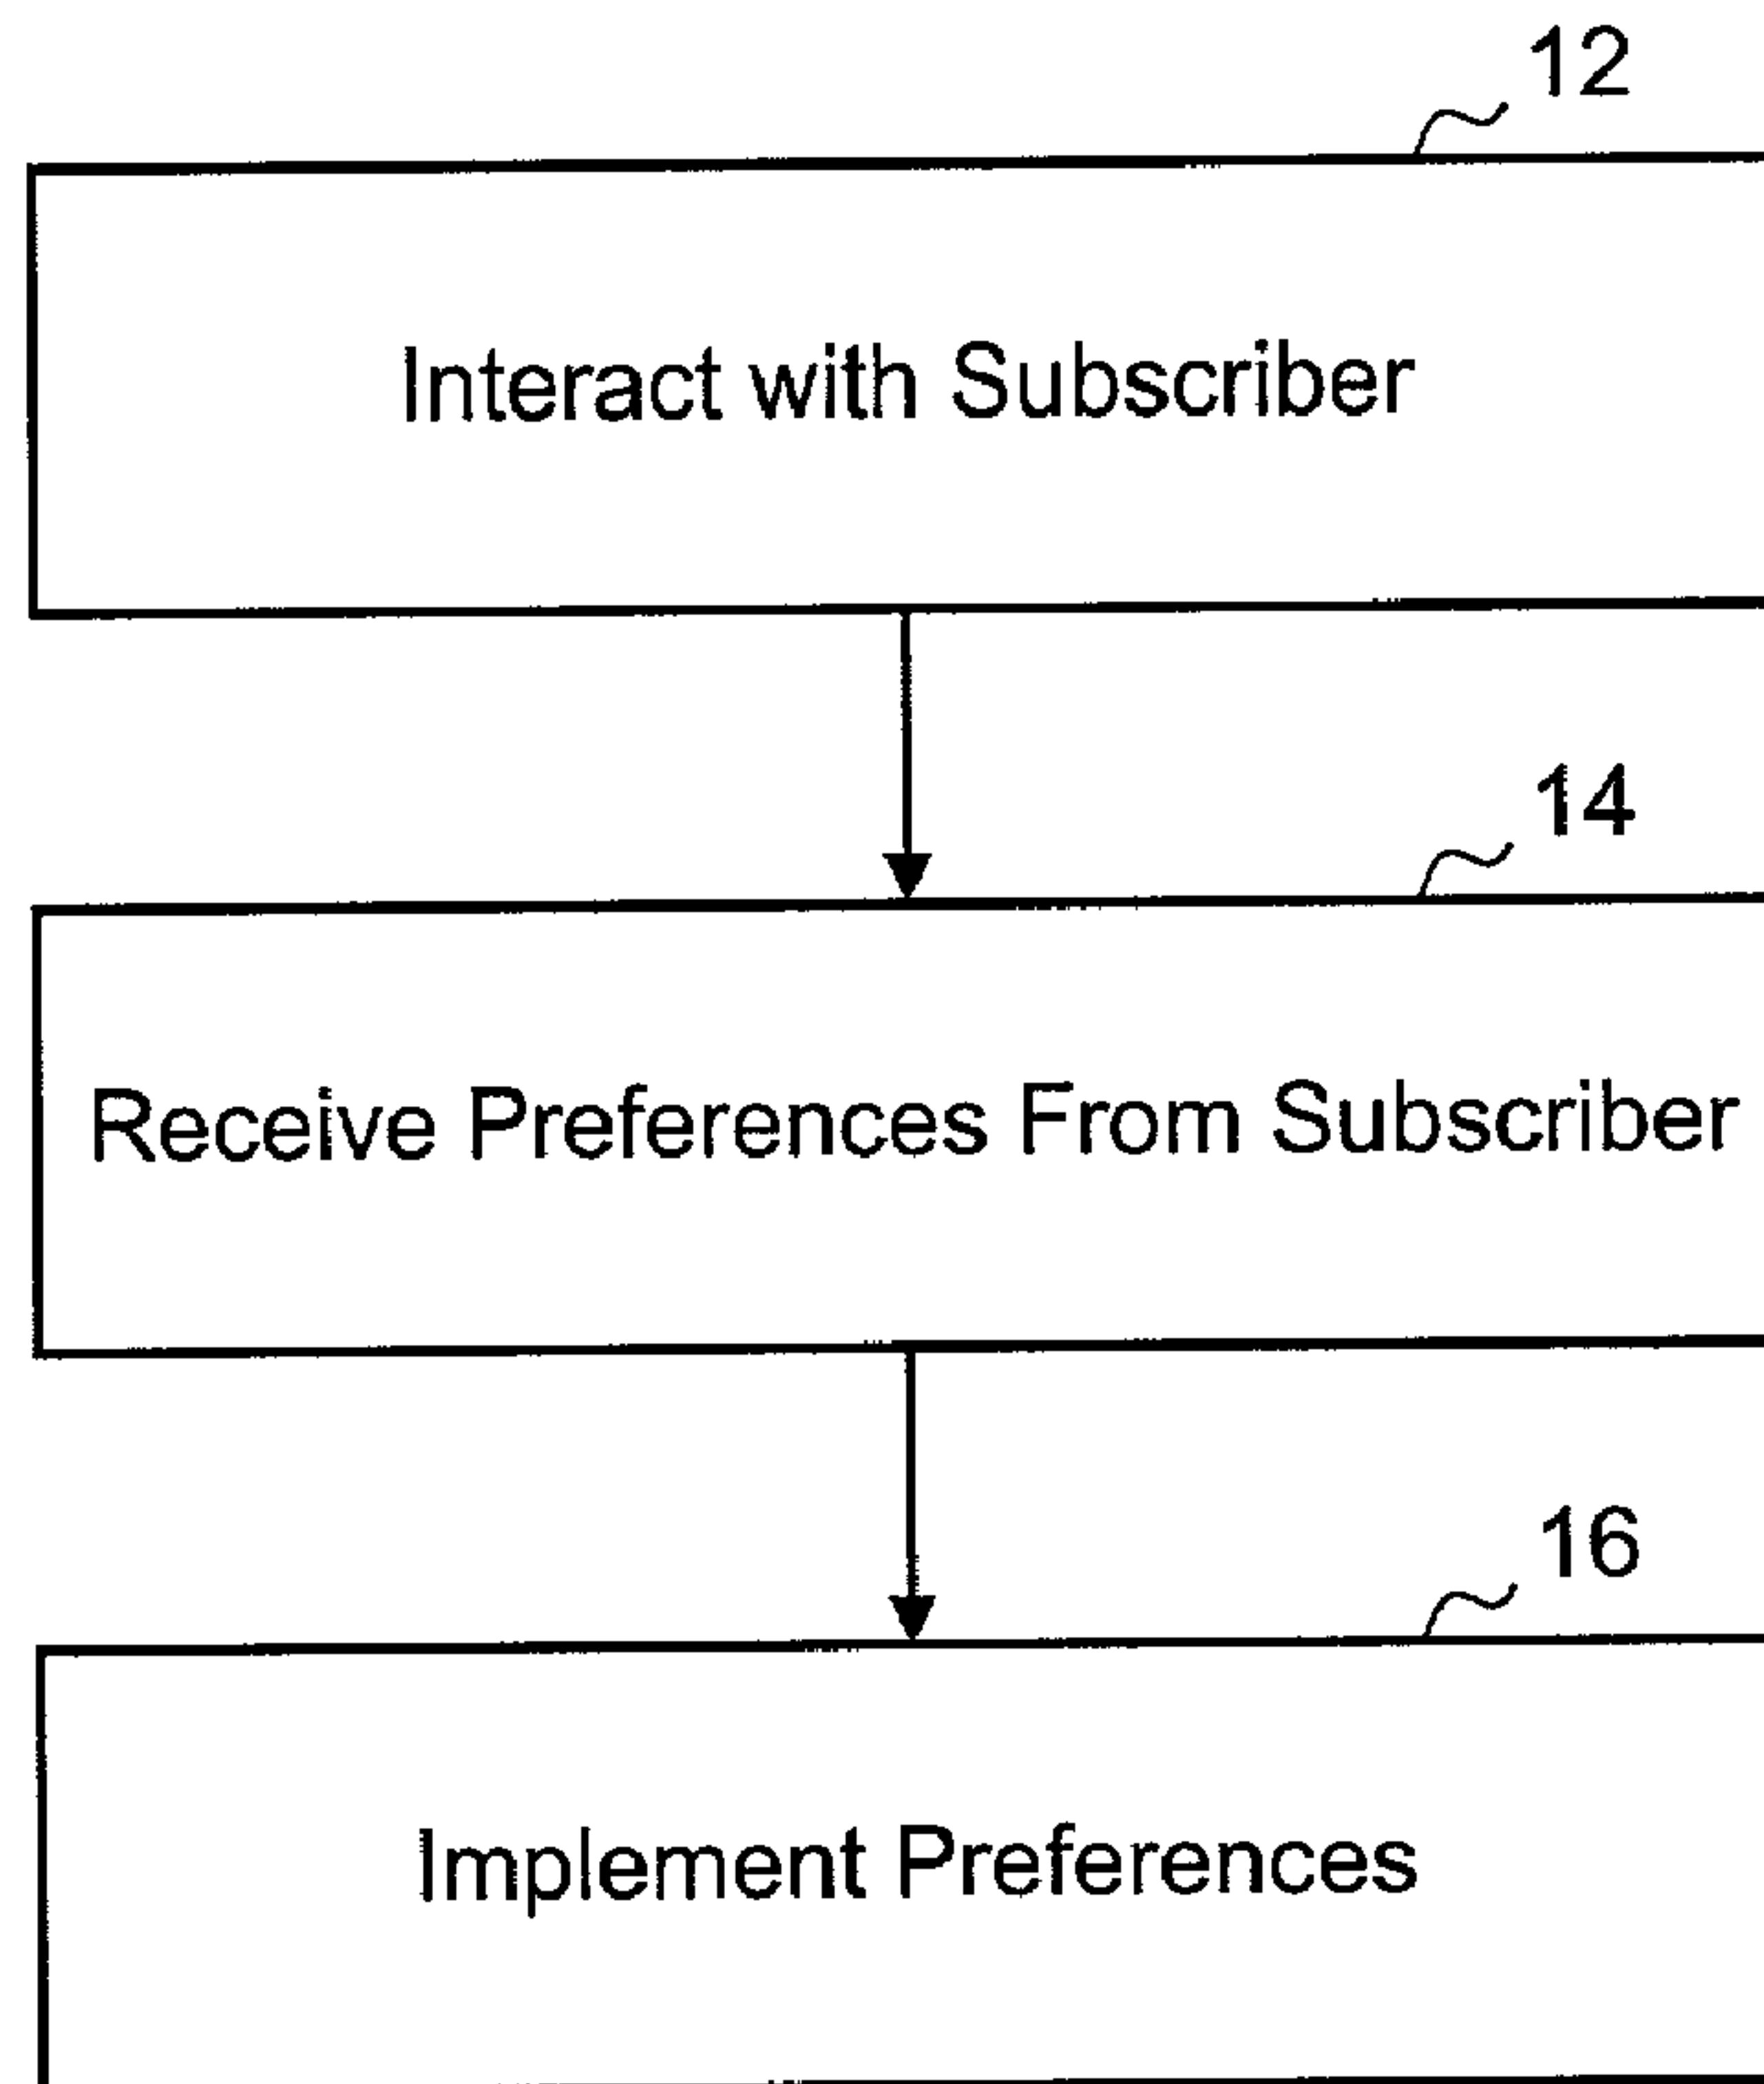 12
Interact with Subscriber
14
Receive Preferences From Subscriber
16
Implement Preferences